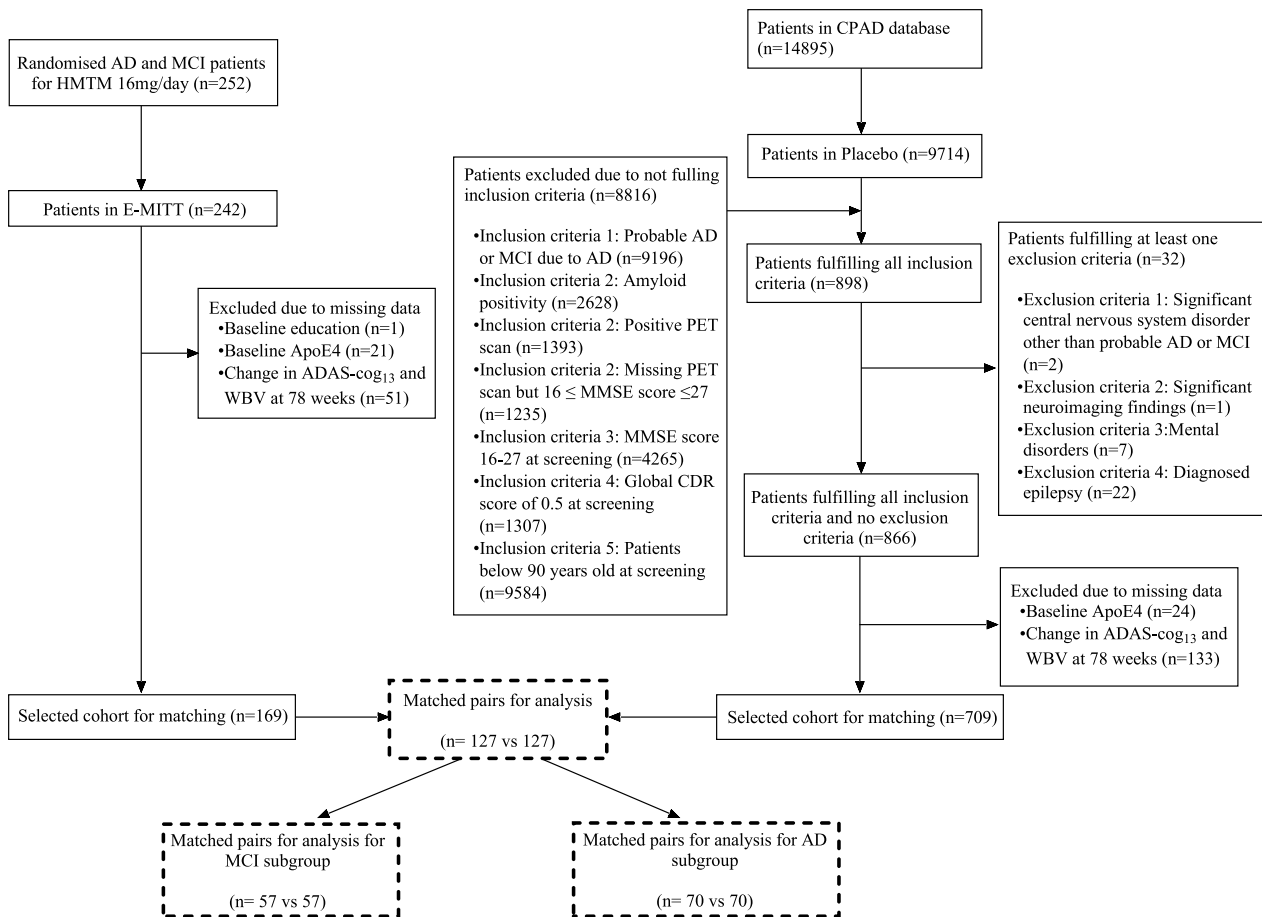 Randomised AD and MCI patients
for HMTM 16mg/day (n=252)
Patients in E-MITT (n=242)
Excluded due to missing data
•Baseline education (n=1)
•Baseline ApoE4 (n=21)
•Change in ADAS-cog13 and
WBV at 78 weeks (n=51)
Selected cohort for matching (n=169)
Patients in CPAD database
(n=14895)
Patients in Placebo (n=9714)
Patients excluded due to not fulling
inclusion criteria (n=8816)
•Inclusion criteria 1: Probable AD
or MCI due to AD (n=9196)
•Inclusion criteria 2: Amyloid
positivity (n=2628)
•Inclusion criteria 2: Positive PET
scan (n=1393)
•Inclusion criteria 2: Missing PET
scan but 16 ≤ MMSE score ≤27
(n=1235)
•Inclusion criteria 3: MMSE score
16-27 at screening (n=4265)
•Inclusion criteria 4: Global CDR
score of 0.5 at screening
(n=1307)
•Inclusion criteria 5: Patients
below 90 years old at screening
(n=9584)
Patients fulfilling all inclusion
criteria (n=898)
Patients fulfilling at least one
exclusion criteria (n=32)
•Exclusion criteria 1: Significant
central nervous system disorder
other than probable AD or MCI
(n=2)
•Exclusion criteria 2: Significant
neuroimaging findings (n=1)
•Exclusion criteria 3:Mental
disorders (n=7)
•Exclusion criteria 4: Diagnosed
epilepsy (n=22)
Patients fulfilling all inclusion
criteria and no exclusion
criteria (n=866)
Excluded due to missing data
•Baseline ApoE4 (n=24)
•Change in ADAS-cog13 and
WBV at 78 weeks (n=133)
Selected cohort for matching (n=709)
Matched pairs for analysis
(n= 127 vs 127)
Matched pairs for analysis for
MCI subgroup
(n= 57 vs 57)
Matched pairs for analysis for AD
subgroup
(n= 70 vs 70)